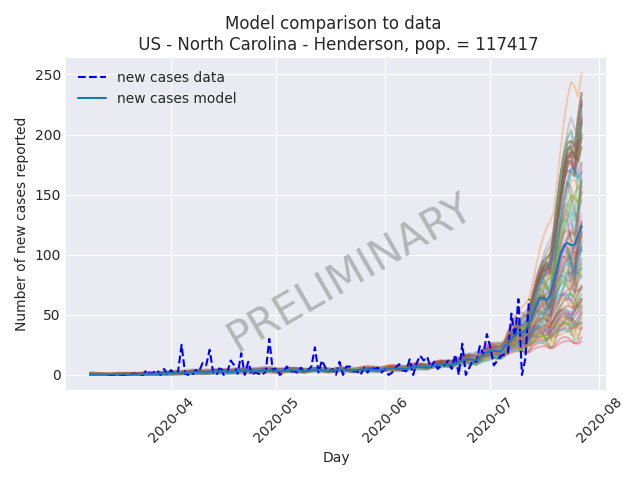 Model comparison to data
US - North Carolina - Henderson, pop. = 117417
new cases data
new cases model
Number of new cases reported
250
200
150
100
50
0
PRELIMINARY
2020-04
2020-05
2020-06
2020-07
2020-08
Day